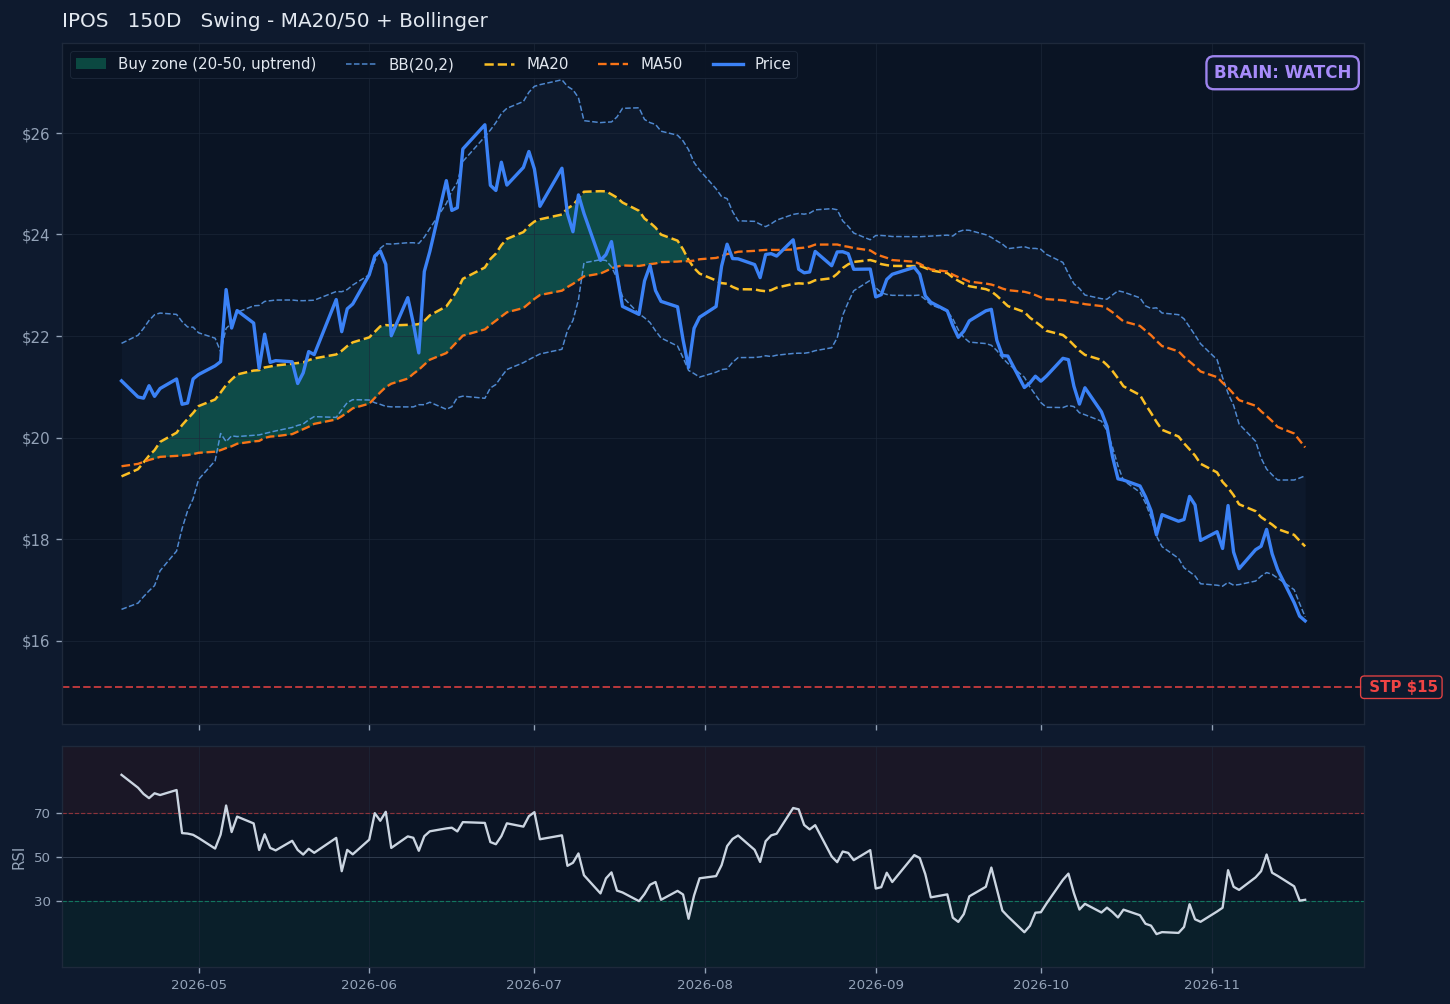 IPOS   150D   Swing - MA20/50 + Bollinger
Buy zone (20-50, uptrend)
BB(20,2)
MA20
MA50
Price
BRAIN: WATCH
$26
$24
$22
$20
$18
$16
STP $15
70
50
30
RSI
2026-05
2026-06
2026-07
2026-08
2026-09
2026-10
2026-11